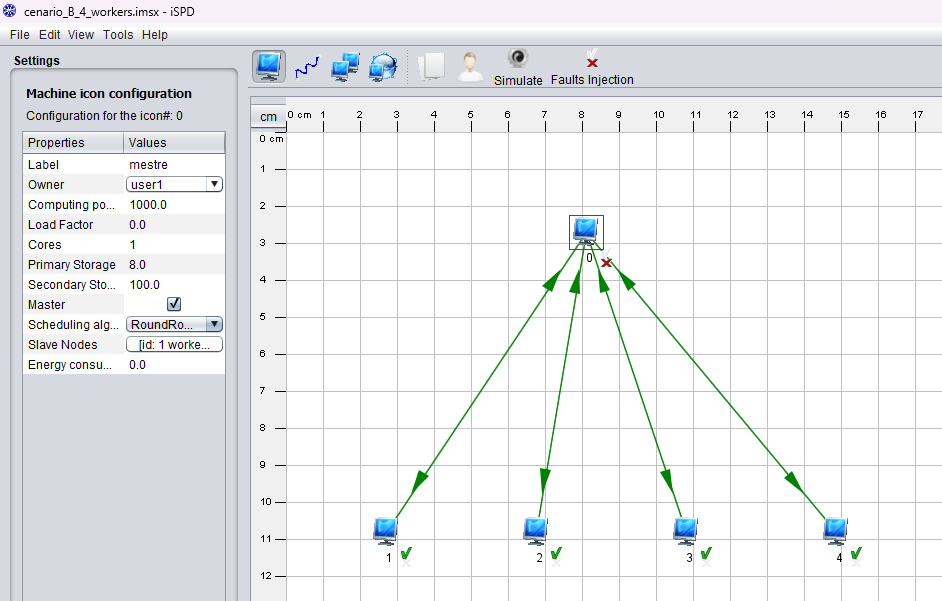 cenario_B_4_workers.imsx - iSPD
File Edit View Tools Help
Settings
Simulate
Faults Injection
Machine icon configuration
Configuration for the icon#: 0
Properties Values
Label mestre
Owner user1
Computing po... 1000.0
Load Factor 0.0
Cores 1
Primary Storage 8.0
Secondary Sto... 100.0
Master
Scheduling alg... RoundRo...
Slave Nodes [id: 1 worke...
Energy consu... 0.0
cm
0 cm 1 2 3 4 5 6 7 8 9 10 11 12 13 14 15 16 17
0 cm
1
2
3
4
5
6
7
8
9
10
11
12
0
1
2
3
4